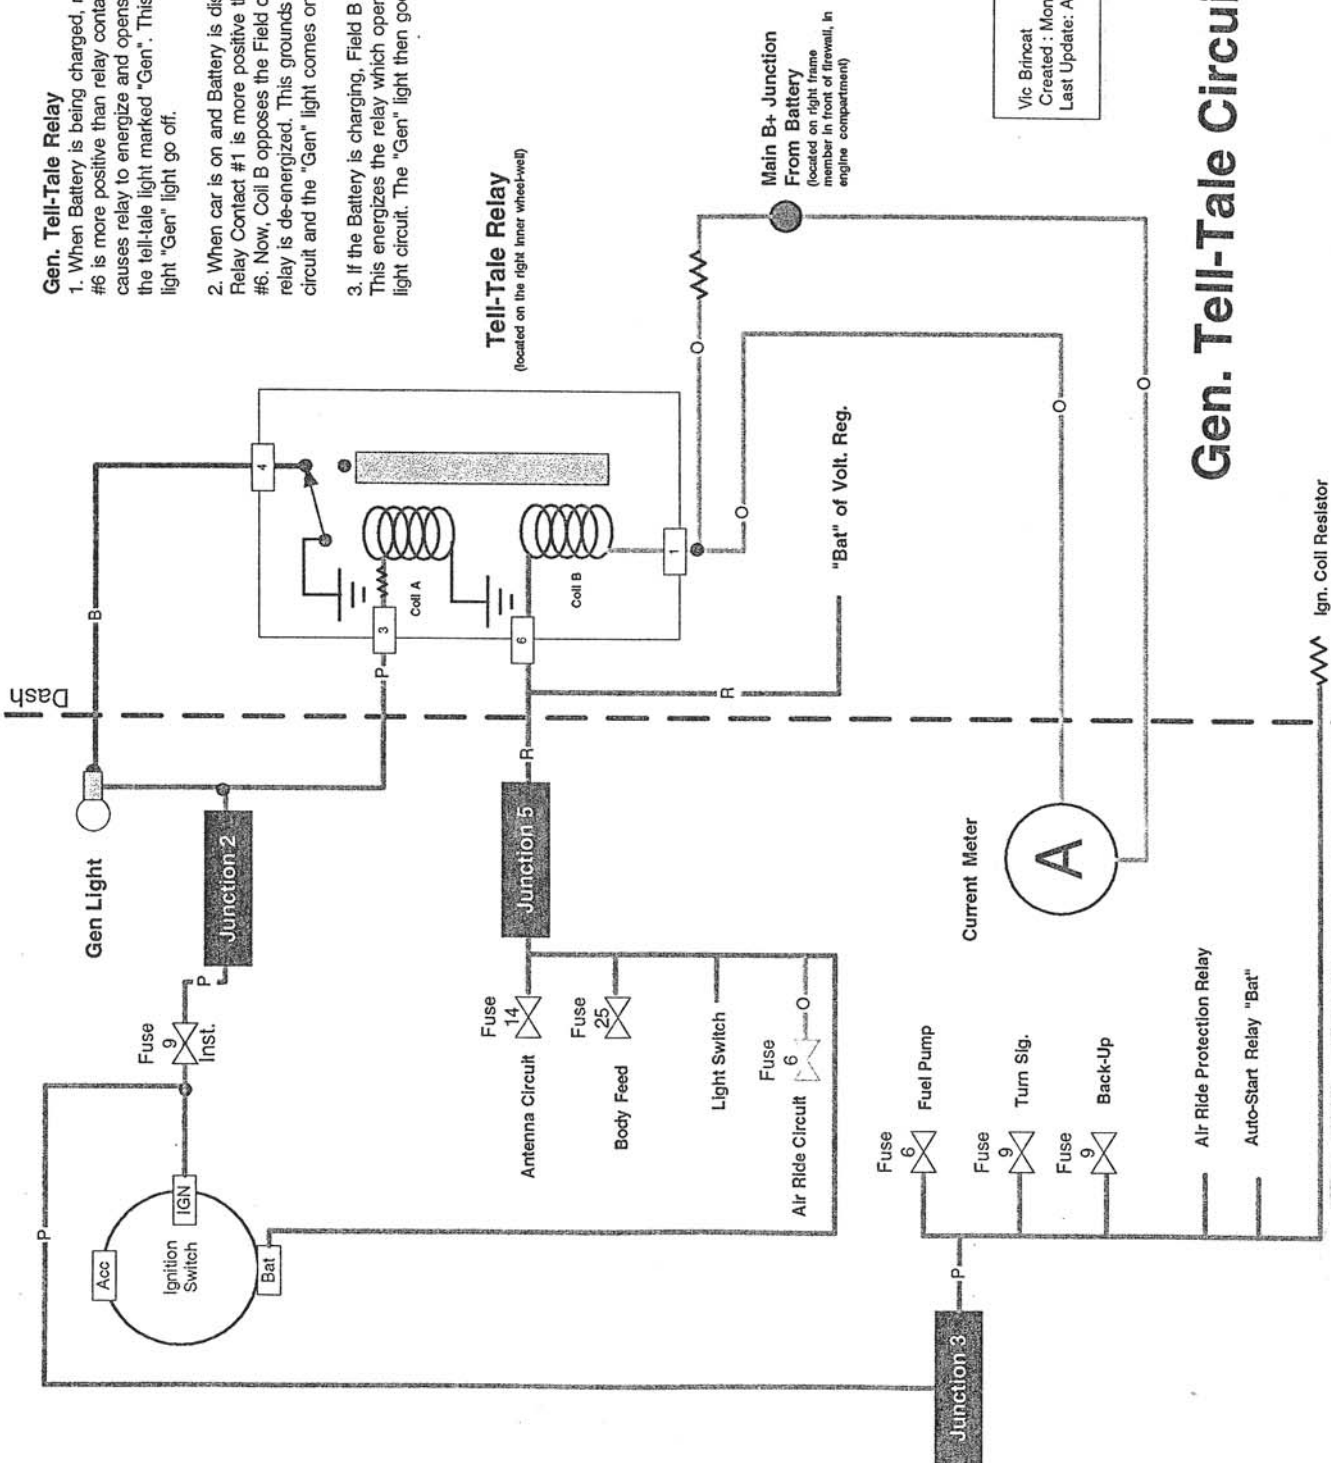 Gen. Tell-Tale Relay
1. When Battery is being charged,
#6 is more positive than relay conta
causes relay to energize and opens
the tell-tale light marked "Gen". This
light "Gen" light go off.
2. When car is on and Battery is dis
Relay Contact #1 is more positive t
#6. Now, Coil B opposes the Field o
relay is de-energized. This grounds
circuit and the "Gen" light comes on
3. If the Battery is charging, Field B
This energizes the relay which open
light circuit. The "Gen" light then go
Dash
B
Gen Light
P
Junction 2
P
Fuse
9
Inst.
P
IGN
Acc
Ignition
Switch
Bat
4
3
Coil A
6
Coil B
1
Tell-Tale Relay
(located on the right inner wheel-well)
R
R
"Bat" of Volt. Reg.
Junction 5
Fuse
14
Antenna Circuit
Fuse
25
Body Feed
Light Switch
O
Fuse
6
Air Ride Circuit
Main B+ Junction
From Battery
(located on right frame
member in front of firewall, in
engine compartment)
O
O
O
O
Current Meter
A
Fuse
6
Fuel Pump
Fuse
9
Turn Sig.
Fuse
9
Back-Up
Air Ride Protection Relay
Auto-Start Relay "Bat"
P
Junction 3
Ign. Coil Resistor
Vic Brincat
Created : Mon
Last Update: A
Gen. Tell-Tale Circui